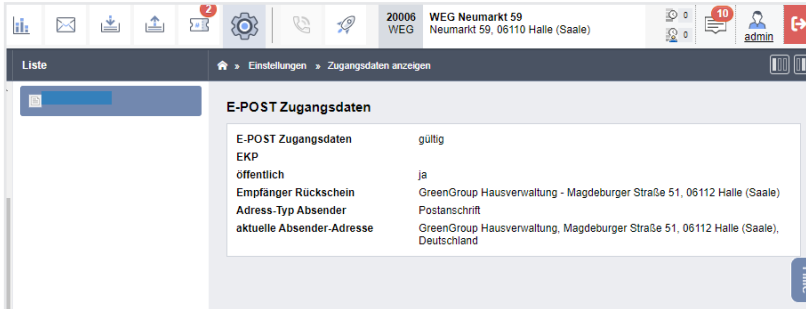 2
20006 WEG Neumarkt 59
WEG Neumarkt 59, 06110 Halle (Saale)
0
0
10
admin
Liste
» Einstellungen » Zugangsdaten anzeigen
E-POST Zugangsdaten
E-POST Zugangsdaten gültig
EKP
öffentlich ja
Empfänger Rückschein GreenGroup Hausverwaltung - Magdeburger Straße 51, 06112 Halle (Saale)
Adress-Typ Absender Postanschrift
aktuelle Absender-Adresse GreenGroup Hausverwaltung, Magdeburger Straße 51, 06112 Halle (Saale),
Deutschland